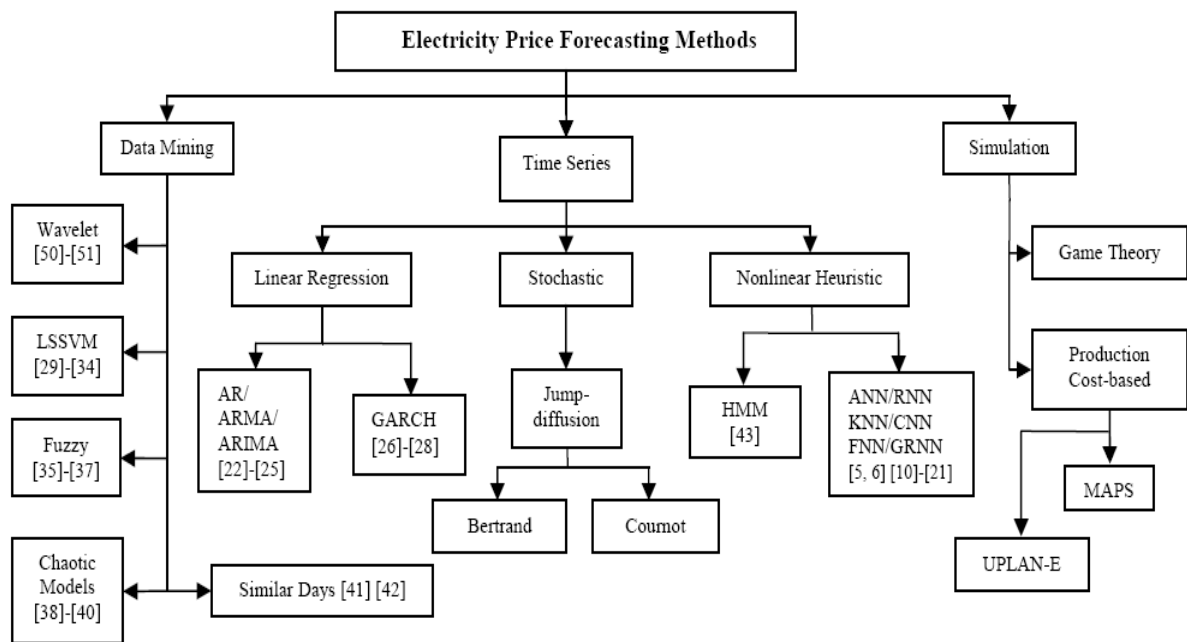 Electricity Price Forecasting Methods
Data Mining
Time Series
Simulation
Wavelet
[50]-[51]
LSSVM
[29]-[34]
Fuzzy
[35]-[37]
Chaotic
Models
[38]-[40]
Similar Days [41] [42]
Linear Regression
Stochastic
Nonlinear Heuristic
AR/
ARMA/
ARIMA
[22]-[25]
GARCH
[26]-[28]
Jump-
diffusion
Bertrand
Cournot
HMM
[43]
ANN/RNN
KNN/CNN
FNN/GRNN
[5, 6] [10]-[21]
Game Theory
Production
Cost-based
MAPS
UPLAN-E